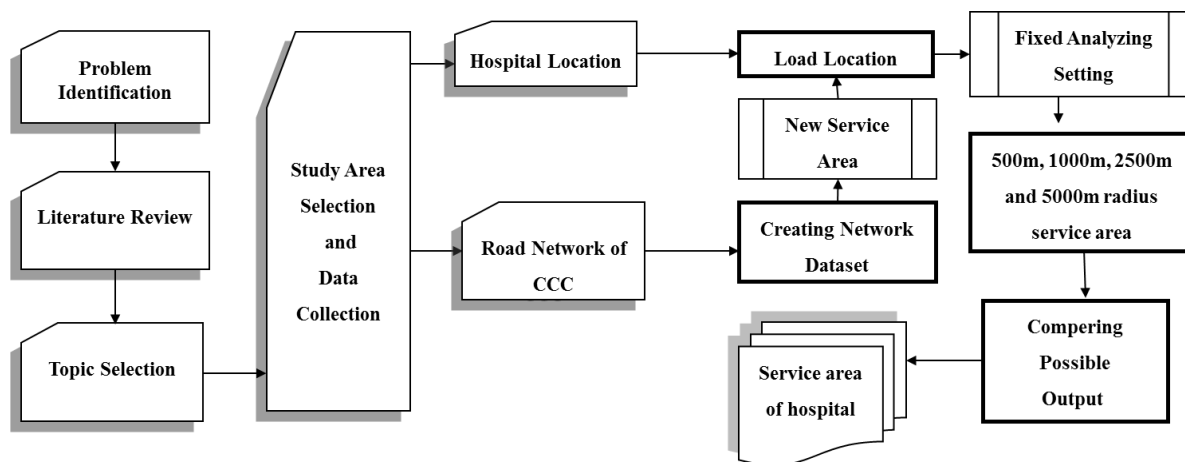 Problem
Identification
Literature Review
Topic Selection
Study Area
Selection
and
Data
Collection
Hospital Location
Road Network of
CCC
Load Location
New Service
Area
Creating Network
Dataset
Fixed Analyzing
Setting
500m, 1000m, 2500m
and 5000m radius
service area
Compering
Possible
Output
Service area
of hospital